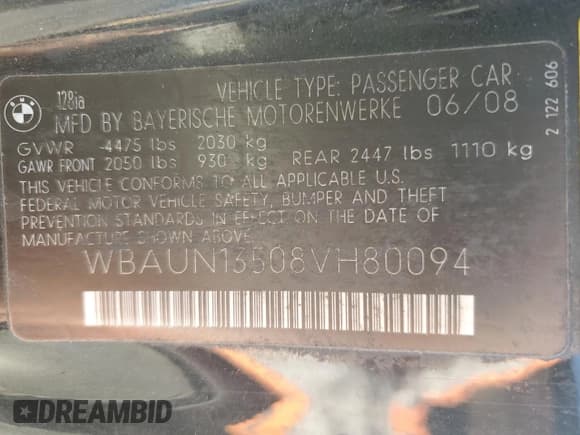 BMW
128ia
VEHICLE TYPE: PASSENGER CAR
MFD BY BAYERISCHE MOTORENWERKE 06/08
GVWR 4475 lbs 2030 kg
GAWR FRONT 2050 lbs 930 kg REAR 2447 lbs 1110 kg
THIS VEHICLE CONFORMS TO ALL APPLICABLE U.S.
FEDERAL MOTOR VEHICLE SAFETY, BUMPER AND THEFT
PREVENTION STANDARDS IN EFFECT ON THE DATE OF
MANUFACTURE SHOWN ABOVE.
WBAUN13508VH80094
2 122 606
DREAMBID